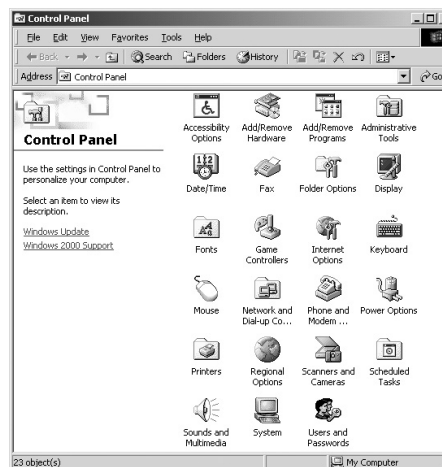 Control Panel
File Edit View Favorites Tools Help
Back Search Folders History
Address Control Panel Go
Control Panel
Use the settings in Control Panel to
personalize your computer.
Select an item to view its
description.
Windows Update
Windows 2000 Support
Accessibility
Options
Add/Remove
Hardware
Add/Remove
Programs
Administrative
Tools
Date/Time
Fax
Folder Options
Display
Fonts
Game
Controllers
Internet
Options
Keyboard
Mouse
Network and
Dial-up Co...
Phone and
Modem ...
Power Options
Printers
Regional
Options
Scanners and
Cameras
Scheduled
Tasks
Sounds and
Multimedia
System
Users and
Passwords
23 object(s) My Computer